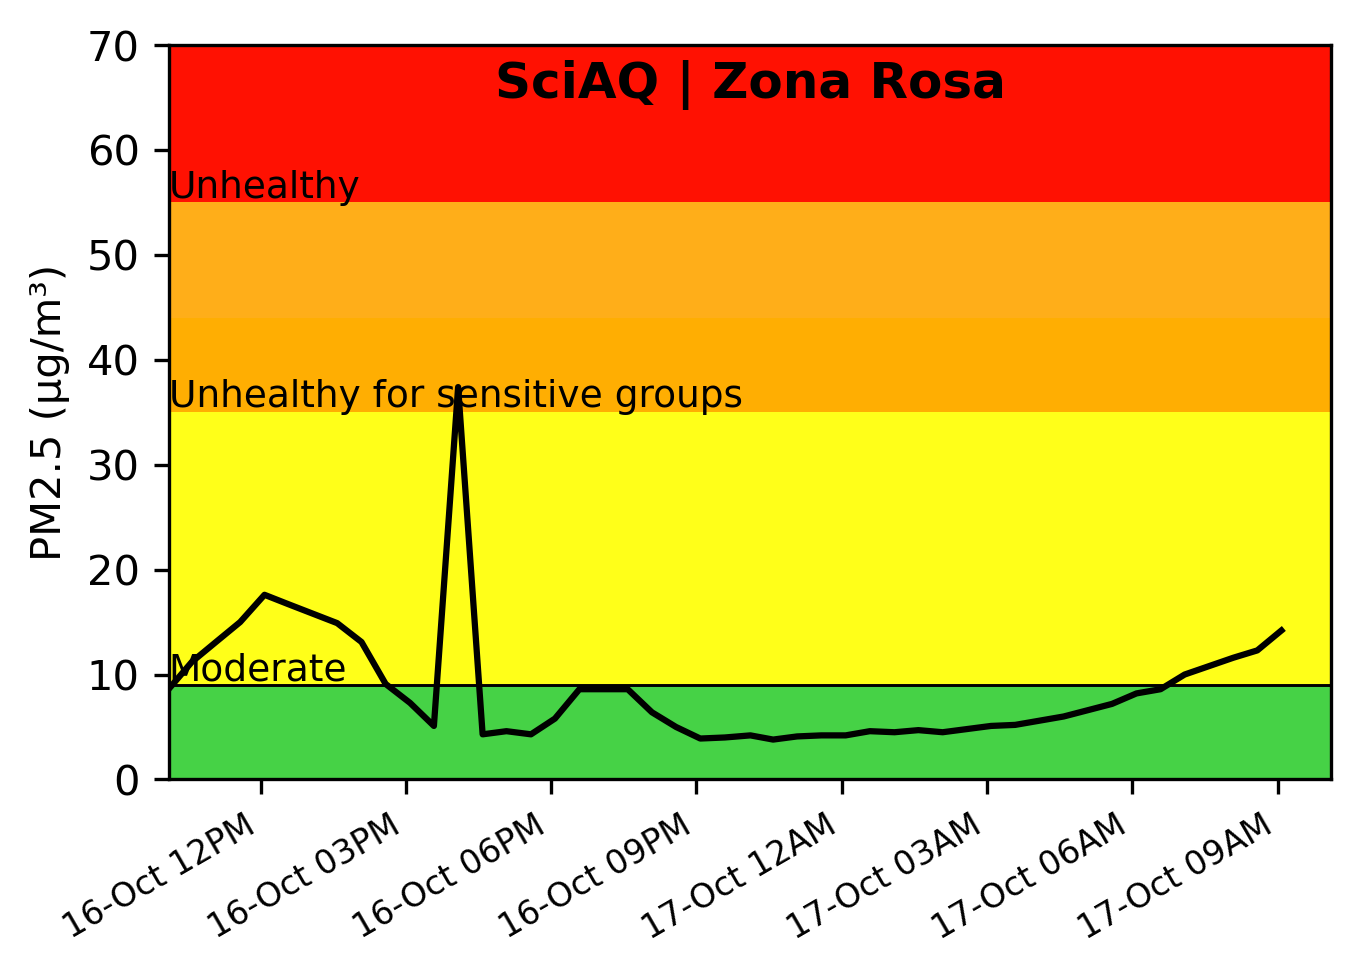 SciAQ | Zona Rosa
70
60
50
40
30
20
10
0
PM2.5 (µg/m³)
Unhealthy
Unhealthy for sensitive groups
Moderate
16-Oct 12PM
16-Oct 03PM
16-Oct 06PM
16-Oct 09PM
17-Oct 12AM
17-Oct 03AM
17-Oct 06AM
17-Oct 09AM